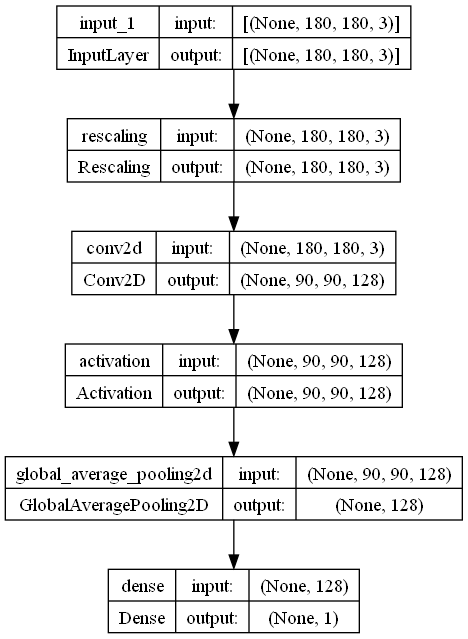 input_1 input: [(None, 180, 180, 3)]
InputLayer output: [(None, 180, 180, 3)]
rescaling input: (None, 180, 180, 3)
Rescaling output: (None, 180, 180, 3)
conv2d input: (None, 180, 180, 3)
Conv2D output: (None, 90, 90, 128)
activation input: (None, 90, 90, 128)
Activation output: (None, 90, 90, 128)
global_average_pooling2d input: (None, 90, 90, 128)
GlobalAveragePooling2D output: (None, 128)
dense input: (None, 128)
Dense output: (None, 1)